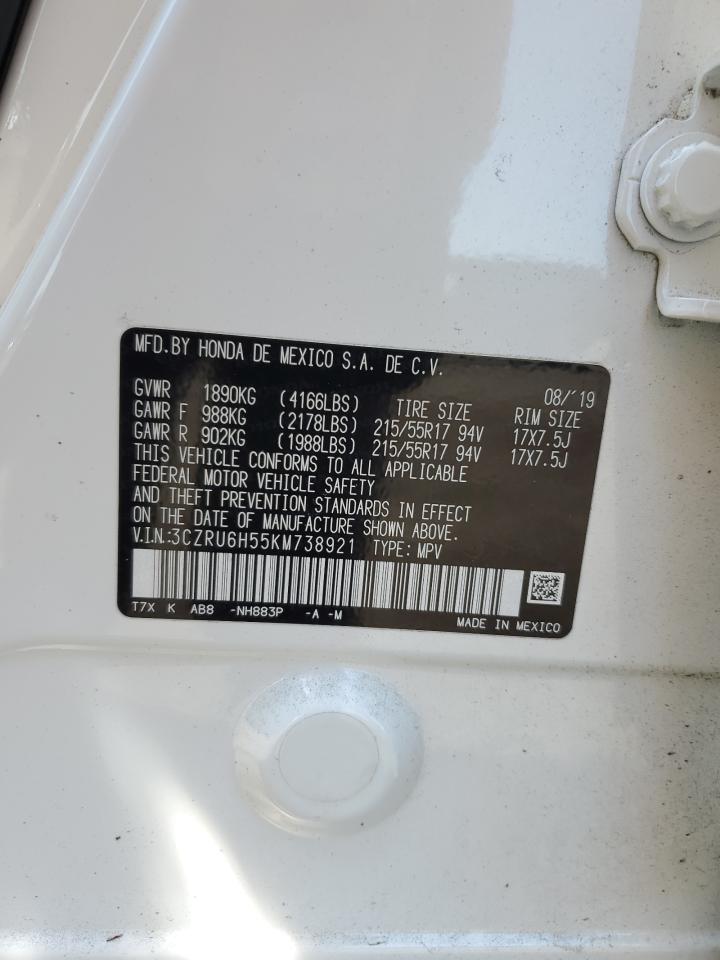 MFD.BY HONDA DE MEXICO S.A. DE C.V.
08/'19
GVWR 1890KG (4166LBS) TIRE SIZE RIM SIZE
GAWR F 988KG (2178LBS) 215/55R17 94V 17X7.5J
GAWR R 902KG (1988LBS) 215/55R17 94V 17X7.5J
THIS VEHICLE CONFORMS TO ALL APPLICABLE
FEDERAL MOTOR VEHICLE SAFETY
AND THEFT PREVENTION STANDARDS IN EFFECT
ON THE DATE OF MANUFACTURE SHOWN ABOVE.
V.I.N.:3CZRU6H55KM738921 TYPE: MPV
T7X K AB8 -NH883P -A -M
MADE IN MEXICO